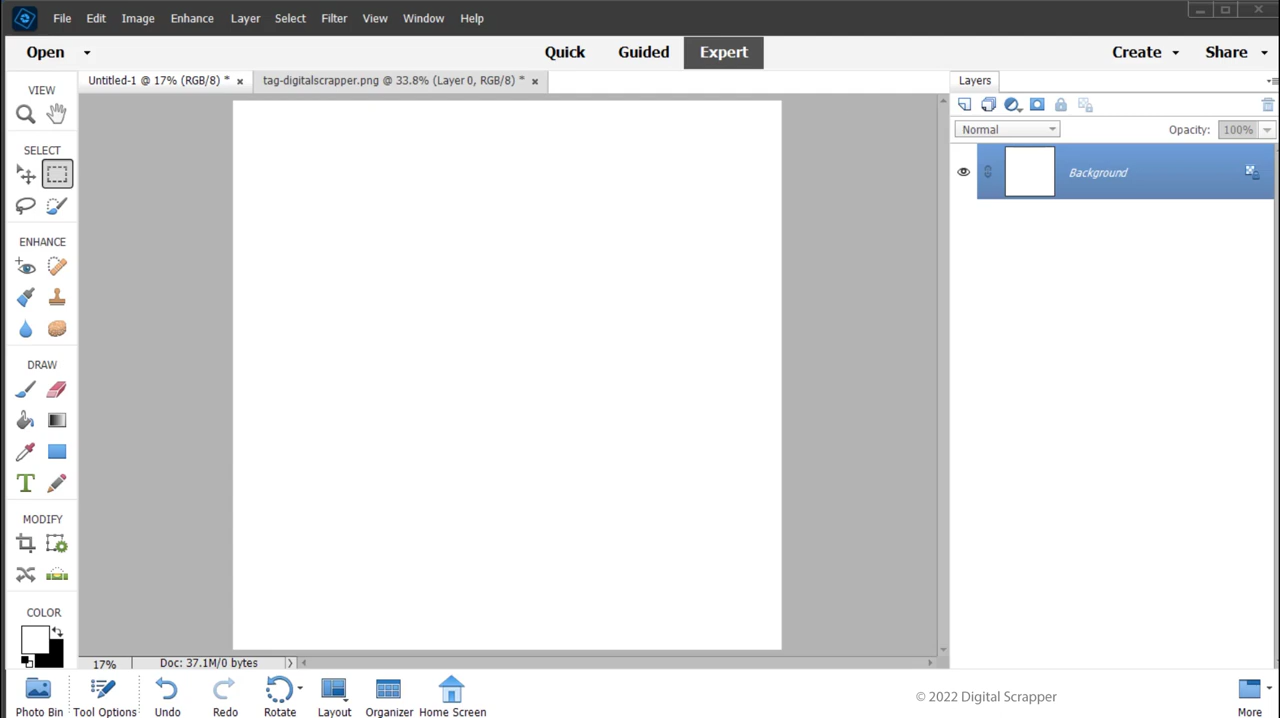 File Edit Image Enhance Layer Select Filter View Window Help
Open Quick Guided Expert Create Share
Untitled-1 @ 17% (RGB/8) * × tag-digitalscrapper.png @ 33.8% (Layer 0, RGB/8) * × Layers
VIEW
Normal Opacity: 100%
SELECT
Background
ENHANCE
DRAW
T
MODIFY
COLOR
17% Doc: 37.1M/0 bytes
© 2022 Digital Scrapper
Photo Bin Tool Options Undo Redo Rotate Layout Organizer Home Screen More